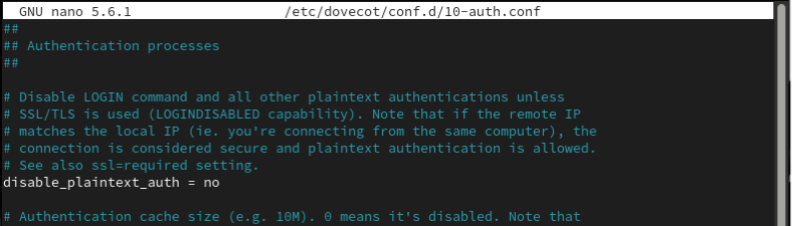 GNU nano 5.6.1 /etc/dovecot/conf.d/10-auth.conf
##
## Authentication processes
##
# Disable LOGIN command and all other plaintext authentications unless
# SSL/TLS is used (LOGINDISABLED capability). Note that if the remote IP
# matches the local IP (ie. you're connecting from the same computer), the
# connection is considered secure and plaintext authentication is allowed.
# See also ssl=required setting.
disable_plaintext_auth = no
# Authentication cache size (e.g. 10M). 0 means it's disabled. Note that